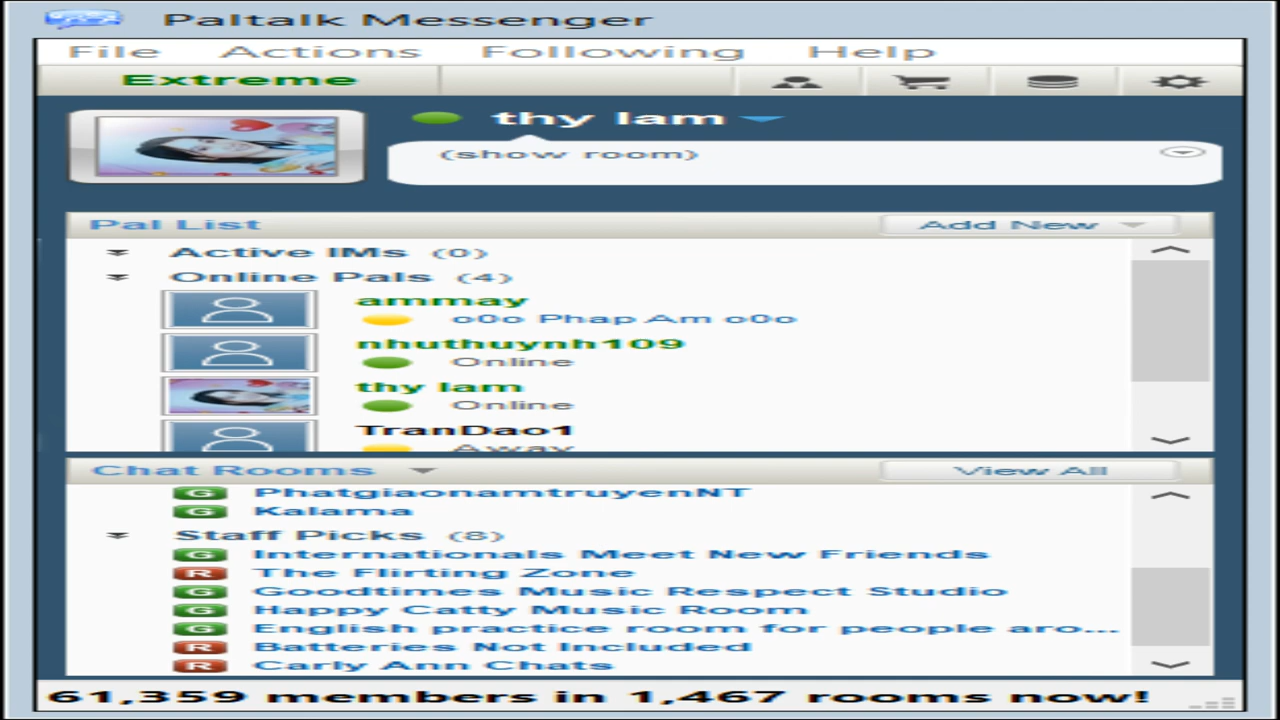 Paltalk Messenger
File Actions Following Help
Extreme
thy lam
(show room)
Pal List Add New
Active IMs (0)
Online Pals (4)
ammay
o0o Phap Am o0o
nhuthuynh109
Online
thy lam
Online
TranDao1
Away
Chat Rooms View All
G PhatgiaonamtruyenNT
G Kalama
Staff Picks (8)
G Internationals Meet New Friends
R The Flirting Zone
G Goodtimes Music Respect Studio
G Happy Catty Music Room
G English practice room for people aro...
R Batteries Not Included
R Carly Ann Chats
61,359 members in 1,467 rooms now!